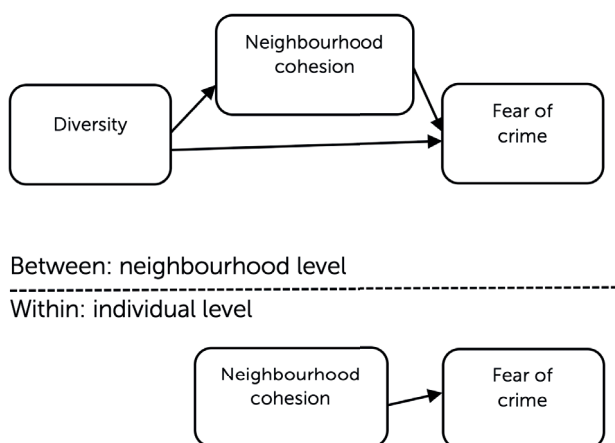 Neighbourhood
cohesion
Diversity
Fear of
crime
Between: neighbourhood level
Within: individual level
Neighbourhood
cohesion
Fear of
crime